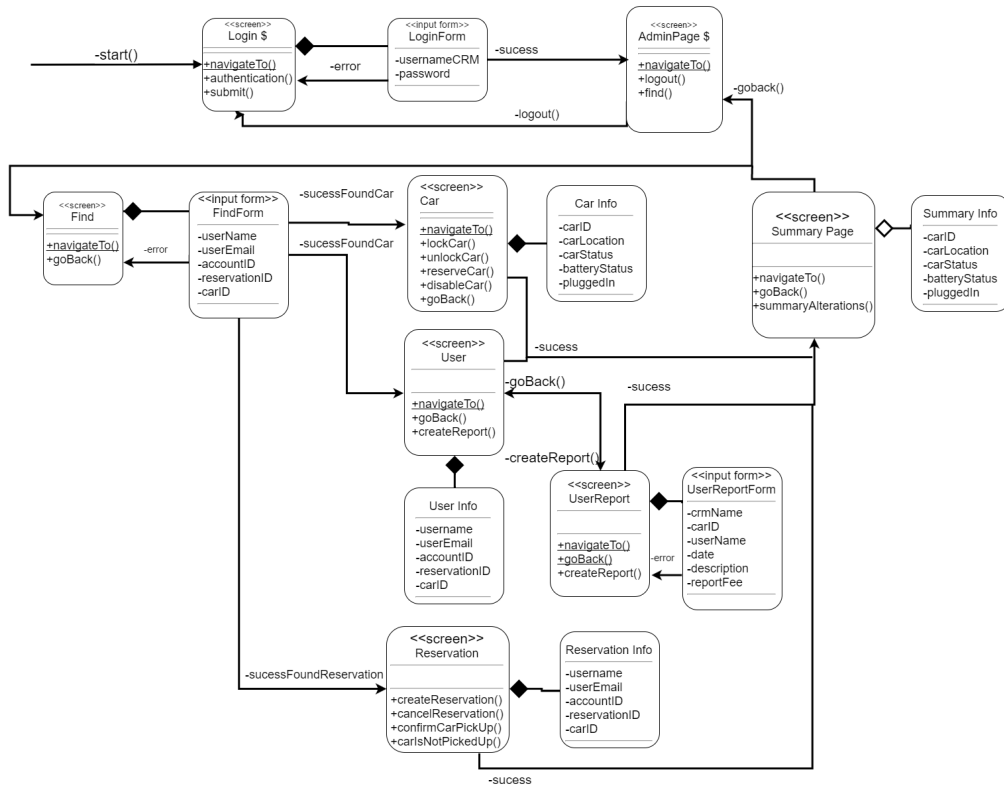 <<screen>>
Login $
+navigateTo()
+authentication()
+submit()
-start()
<<input form>>
LoginForm
-usernameCRM
-password
-error
-sucess
<<screen>>
AdminPage $
+navigateTo()
+logout()
+find()
-logout()
-goback()
<<screen>>
Find
+navigateTo()
+goBack()
<<input form>>
FindForm
-userName
-userEmail
-accountID
-reservationID
-carID
-error
-sucessFoundCar
-sucessFoundCar
<<screen>>
Car
+navigateTo()
+lockCar()
+unlockCar()
+reserveCar()
+disableCar()
+goBack()
Car Info
-carID
-carLocation
-carStatus
-batteryStatus
-pluggedIn
<<screen>>
Summary Page
+navigateTo()
+goBack()
+summaryAlterations()
Summary Info
-carID
-carLocation
-carStatus
-batteryStatus
-pluggedIn
<<screen>>
User
+navigateTo()
+goBack()
+createReport()
-sucess
-goBack()
-sucess
-createReport()
User Info
-username
-userEmail
-accountID
-reservationID
-carID
<<screen>>
UserReport
+navigateTo()
+goBack()
+createReport()
<<input form>>
UserReportForm
-crmName
-carID
-userName
-date
-description
-reportFee
-error
-sucessFoundReservation
<<screen>>
Reservation
+createReservation()
+cancelReservation()
+confirmCarPickUp()
+carIsNotPickedUp()
Reservation Info
-username
-userEmail
-accountID
-reservationID
-carID
-sucess